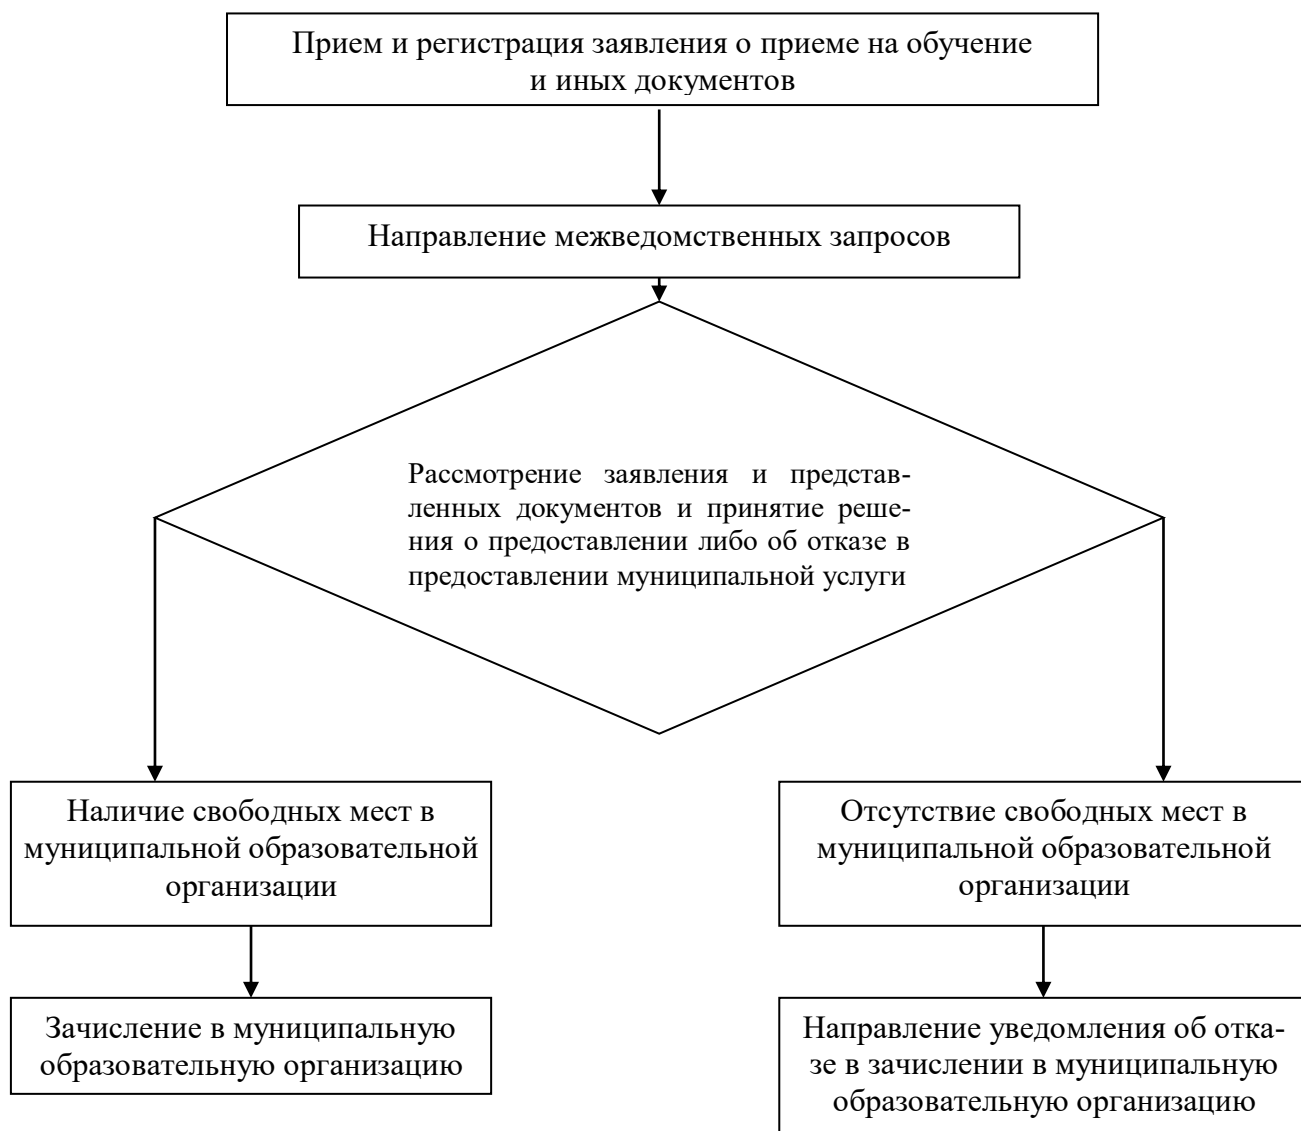 Прием и регистрация заявления о приеме на обучение
и иных документов
Направление межведомственных запросов
Рассмотрение заявления и представ-
ленных документов и принятие реше-
ния о предоставлении либо об отказе в
предоставлении муниципальной услуги
Наличие свободных мест в
муниципальной образовательной
организации
Отсутствие свободных мест в
муниципальной образовательной
организации
Зачисление в муниципальную
образовательную организацию
Направление уведомления об отка-
зе в зачислении в муниципальную
образовательную организацию